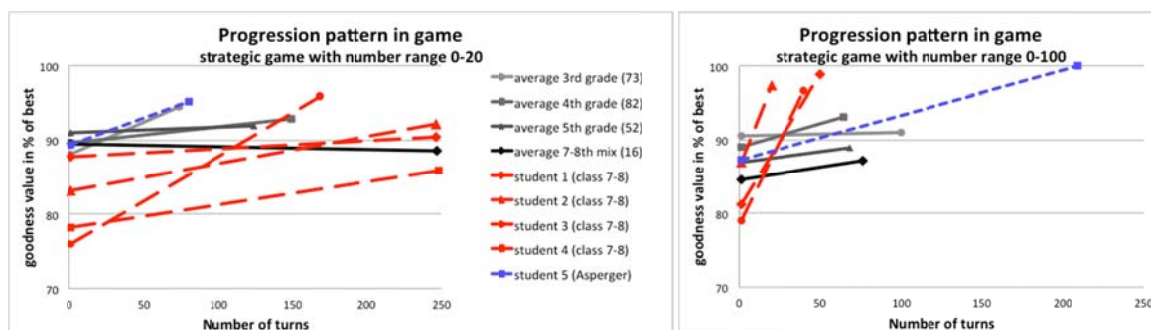 Progression pattern in game
strategic game with number range 0-20
goodness value in % of best
100
90
80
70
0
50
100
150
200
250
Number of turns
average 3rd grade (73)
average 4th grade (82)
average 5th grade (52)
average 7-8th mix (16)
student 1 (class 7-8)
student 2 (class 7-8)
student 3 (class 7-8)
student 4 (class 7-8)
student 5 (Asperger)
Progression pattern in game
strategic game with number range 0-100
goodness value in % of best
100
90
80
70
0
50
100
150
200
250
Number of turns